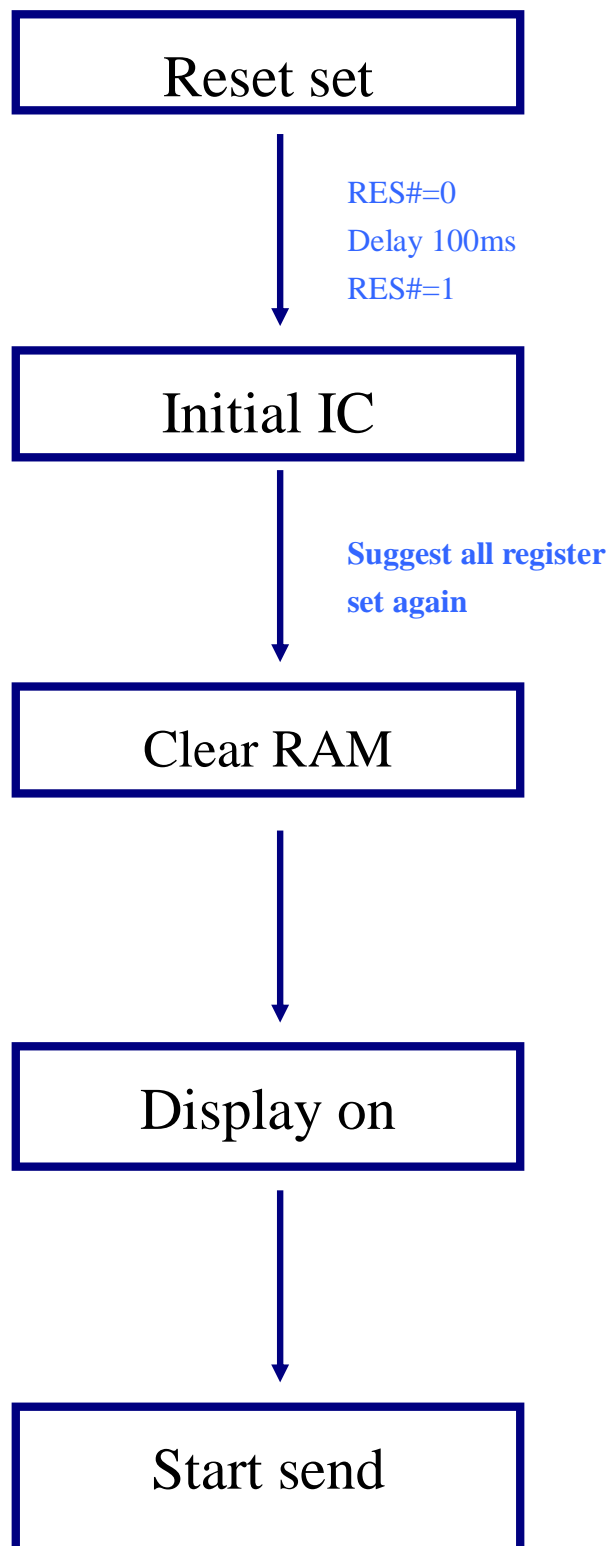 Reset set
RES#=0
Delay 100ms
RES#=1
Initial IC
Suggest all register
set again
Clear RAM
Display on
Start send